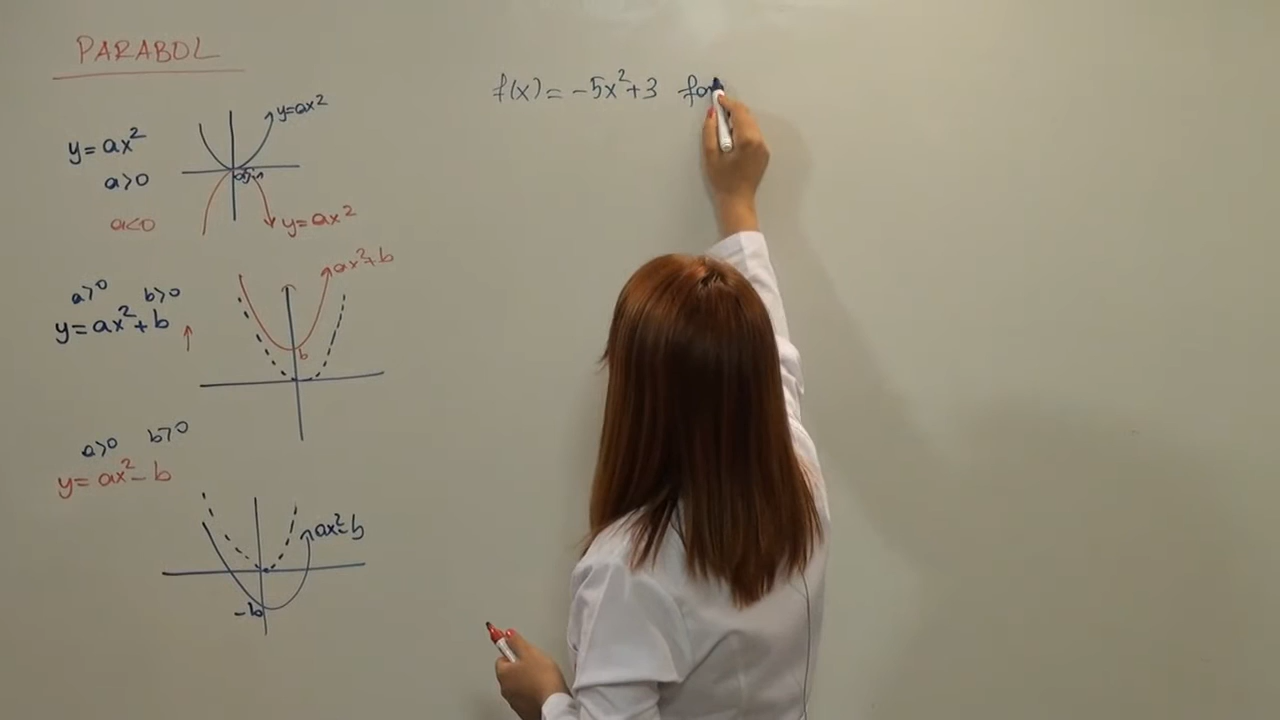 PARABOL
f(x) = -5x²+3
y=ax²
y = ax²
a>0
a<0
y=ax²
ax²+b
a>0 b>0
y=ax²+b
b
a>0 b>0
y=ax²-b
ax²-b
-b